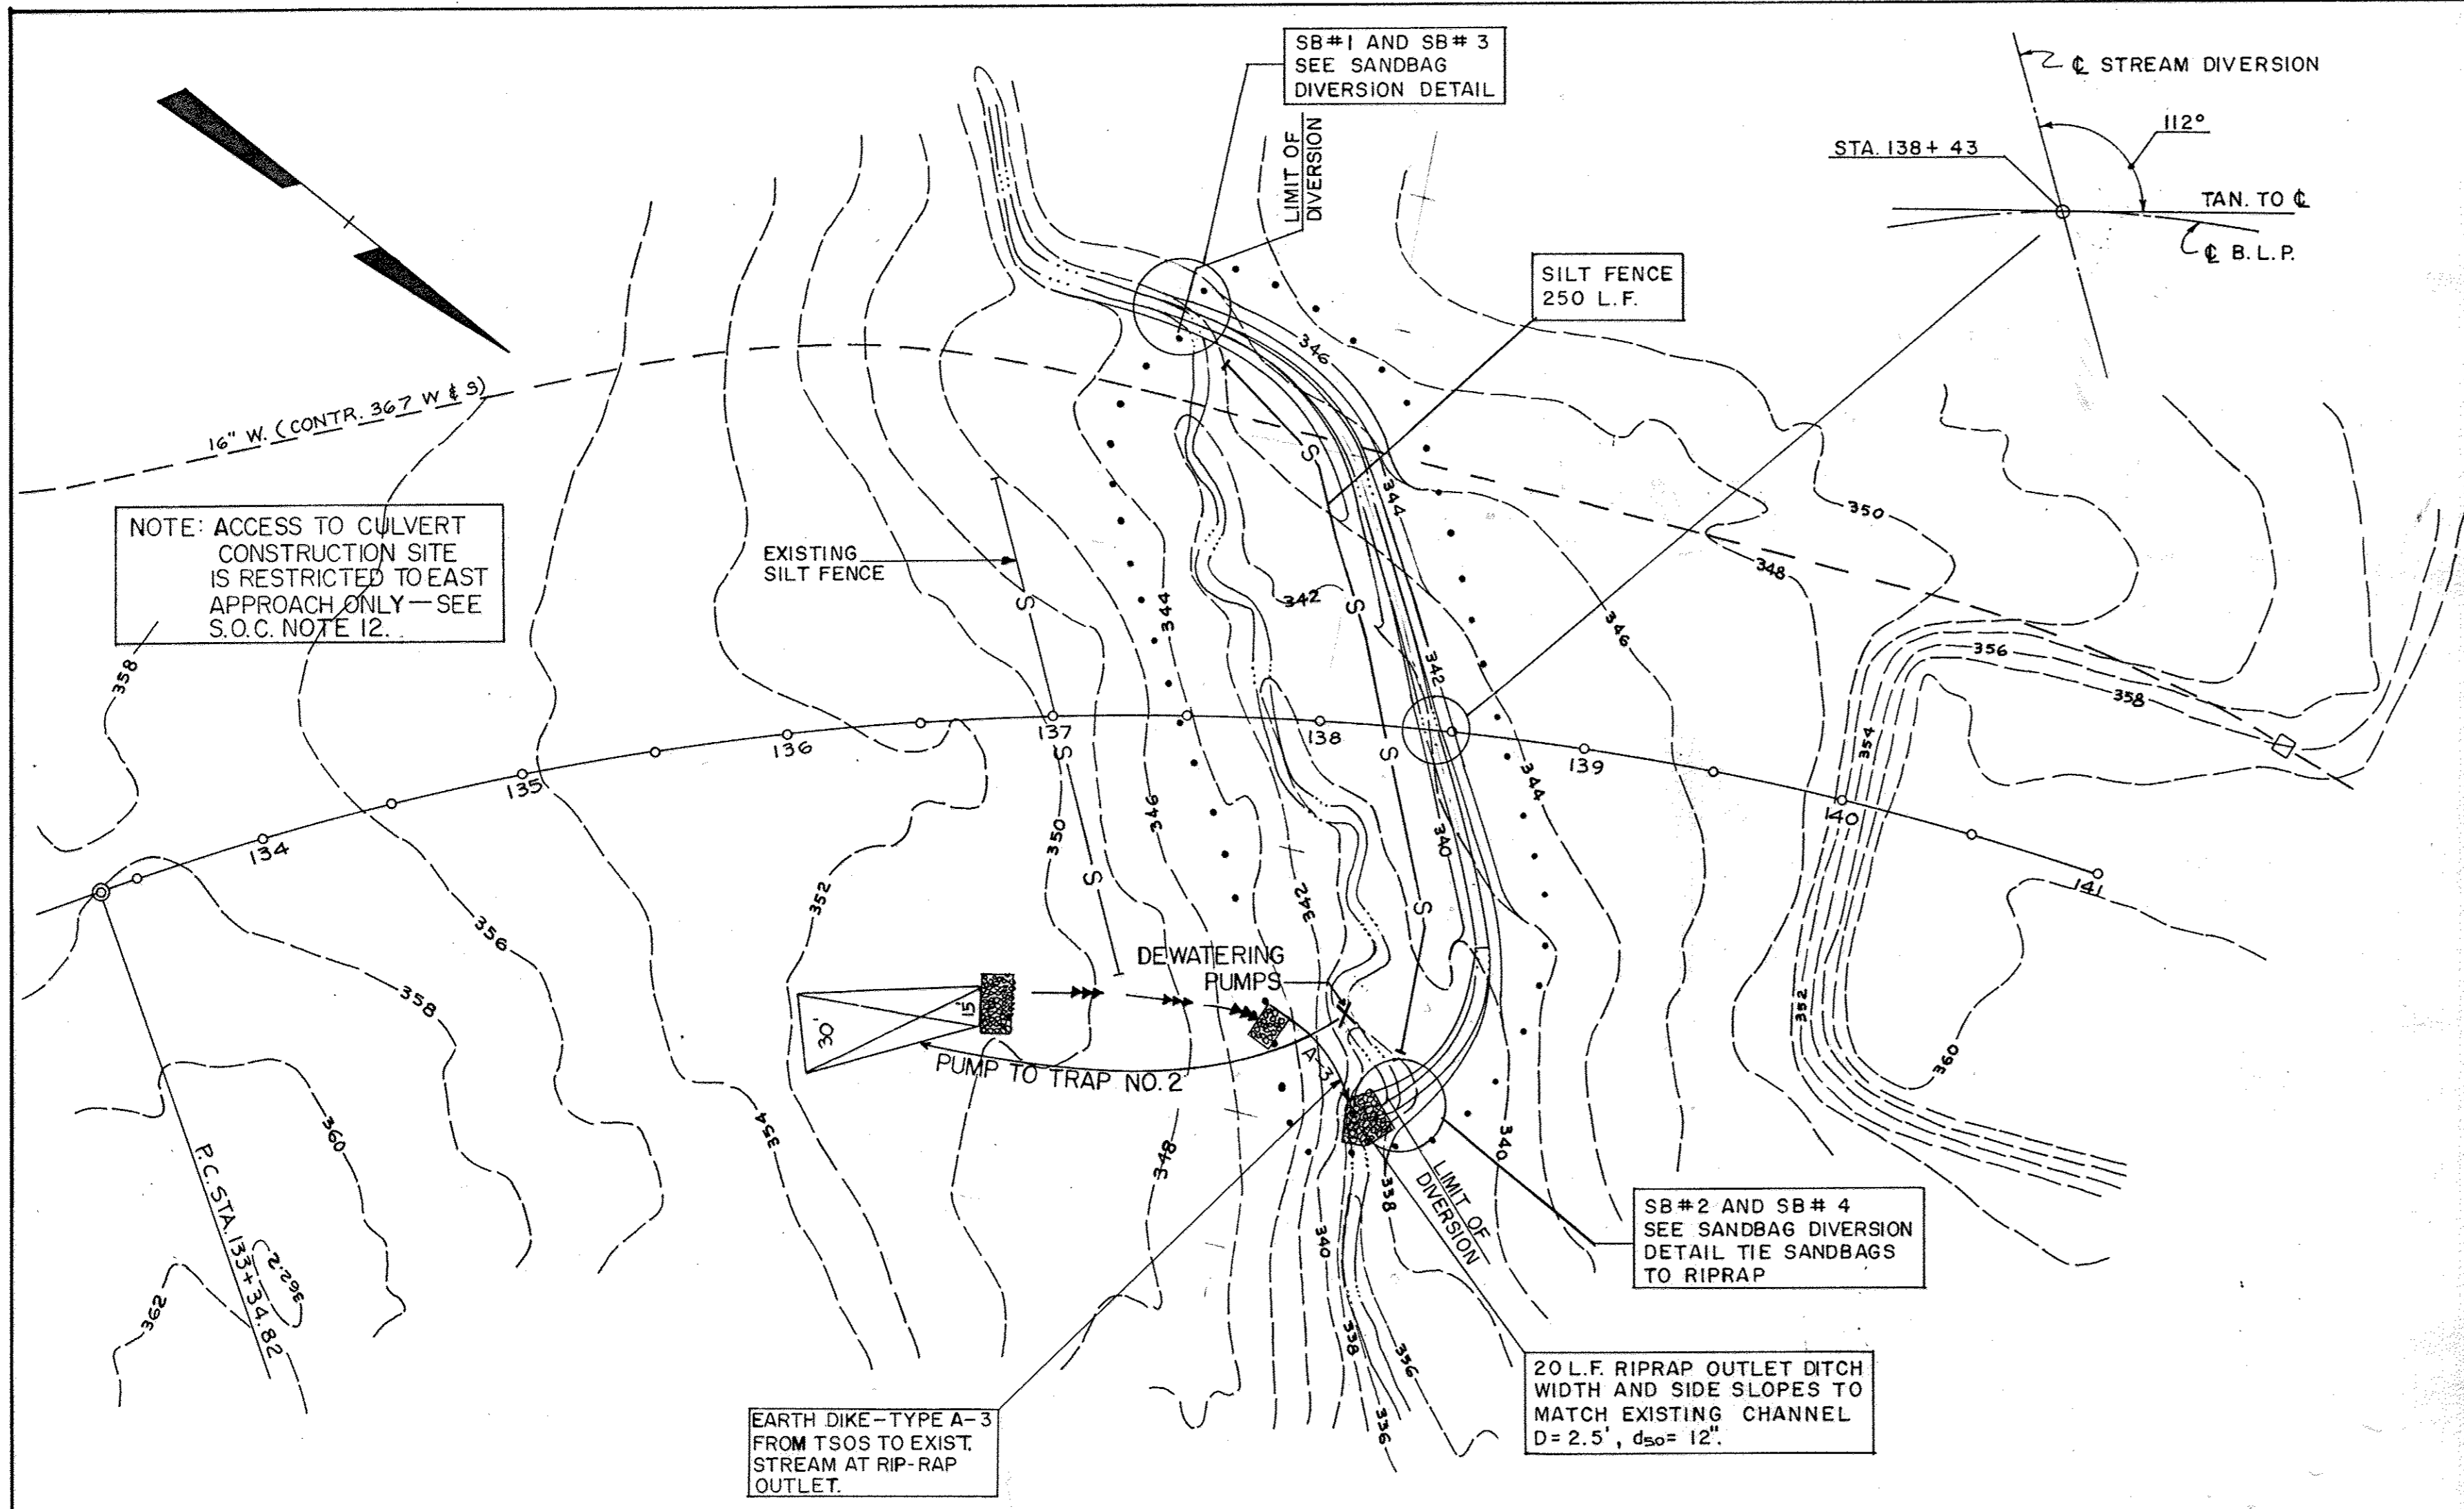 SB#1 AND SB# 3
SEE SANDBAG
DIVERSION DETAIL
LIMIT OF
DIVERSION
℄ STREAM DIVERSION
112°
STA. 138+ 43
TAN. TO ℄
℄ B.L.P.
SILT FENCE
250 L.F.
16" W. (CONTR. 367 W & S)
NOTE: ACCESS TO CULVERT
CONSTRUCTION SITE
IS RESTRICTED TO EAST
APPROACH ONLY — SEE
S.O.C. NOTE 12.
EXISTING
SILT FENCE
346
S
344
350
348
342
S
S
344
346
342
356
358
358
354
137
S
136
135
134
138
S
139
344
140
141
340
346
350
352
S
342
S
356
358
352
360
DEWATERING
PUMPS
15'
30'
PUMP TO TRAP NO. 2
A-3
354
348
360
340
338
LIMIT OF
DIVERSION
P.C. STA. 133+34.82
362.2
362
340
338
336
336
SB#2 AND SB# 4
SEE SANDBAG DIVERSION
DETAIL TIE SANDBAGS
TO RIPRAP
20 L.F. RIPRAP OUTLET DITCH
WIDTH AND SIDE SLOPES TO
MATCH EXISTING CHANNEL
D= 2.5', d50= 12".
EARTH DIKE-TYPE A-3
FROM TSOS TO EXIST.
STREAM AT RIP-RAP
OUTLET.